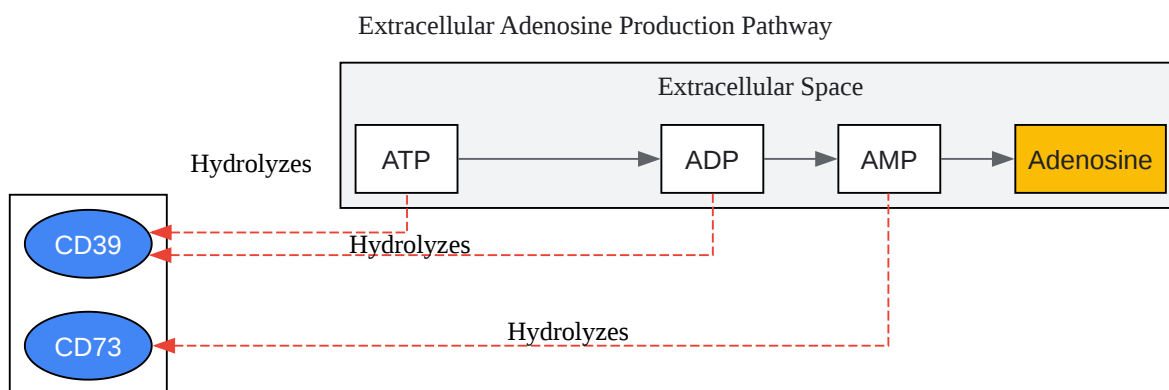 Extracellular Adenosine Production Pathway
Extracellular Space
ATP
ADP
AMP
Adenosine
Hydrolyzes
CD39
Hydrolyzes
CD73
Hydrolyzes